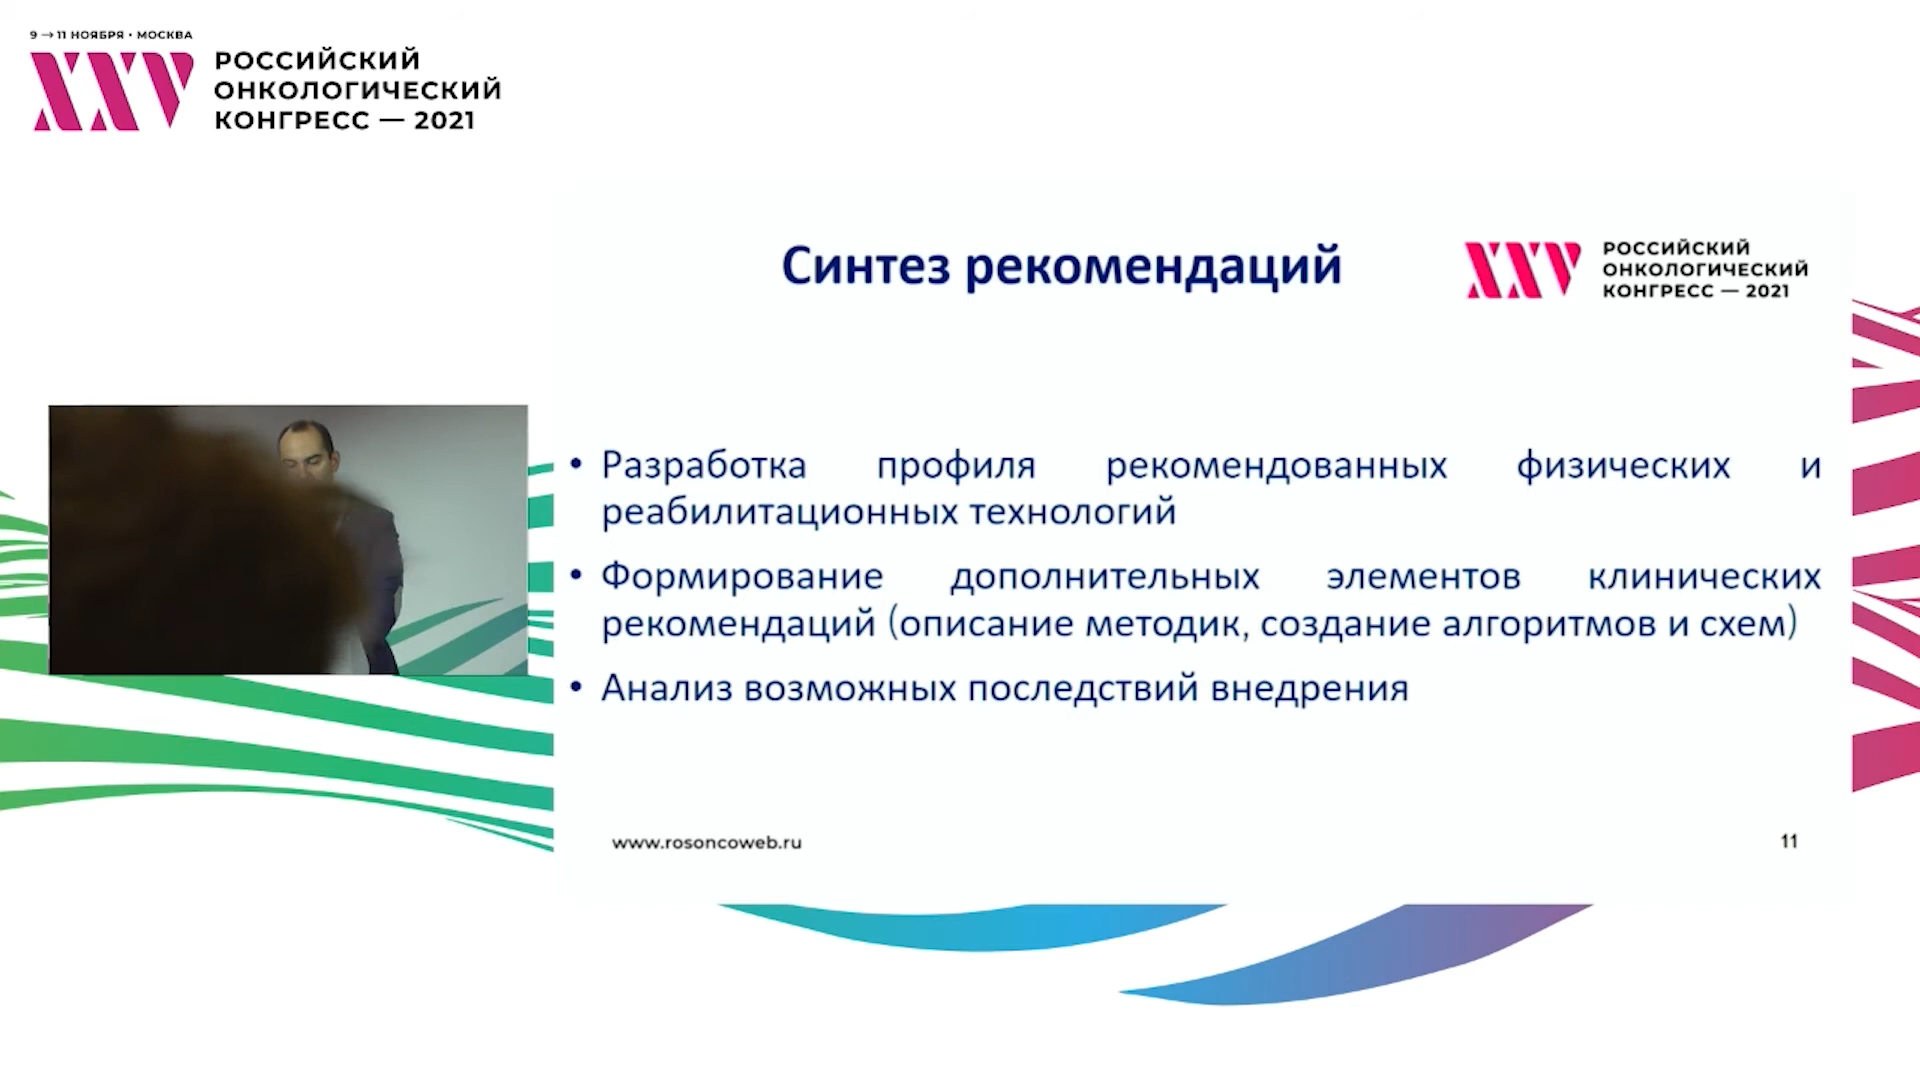 9 → 11 НОЯБРЯ • МОСКВА
XXV
РОССИЙСКИЙ
ОНКОЛОГИЧЕСКИЙ
КОНГРЕСС — 2021
Синтез рекомендаций
XXV
РОССИЙСКИЙ
ОНКОЛОГИЧЕСКИЙ
КОНГРЕСС — 2021
• Разработка профиля рекомендованных физических и
реабилитационных технологий
• Формирование дополнительных элементов клинических
рекомендаций (описание методик, создание алгоритмов и схем)
• Анализ возможных последствий внедрения
www.rosoncoweb.ru
11